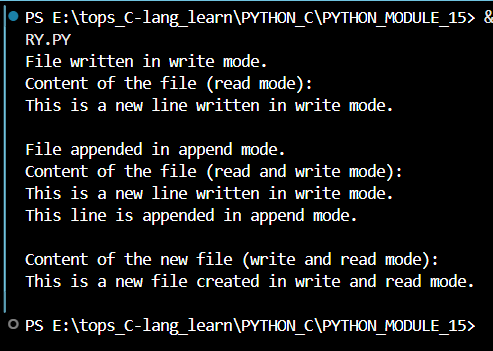 PS E:\tops_C-lang_learn\PYTHON_C\PYTHON_MODULE_15> &
RY.PY
File written in write mode.
Content of the file (read mode):
This is a new line written in write mode.
File appended in append mode.
Content of the file (read and write mode):
This is a new line written in write mode.
This line is appended in append mode.
Content of the new file (write and read mode):
This is a new file created in write and read mode.
PS E:\tops_C-lang_learn\PYTHON_C\PYTHON_MODULE_15>